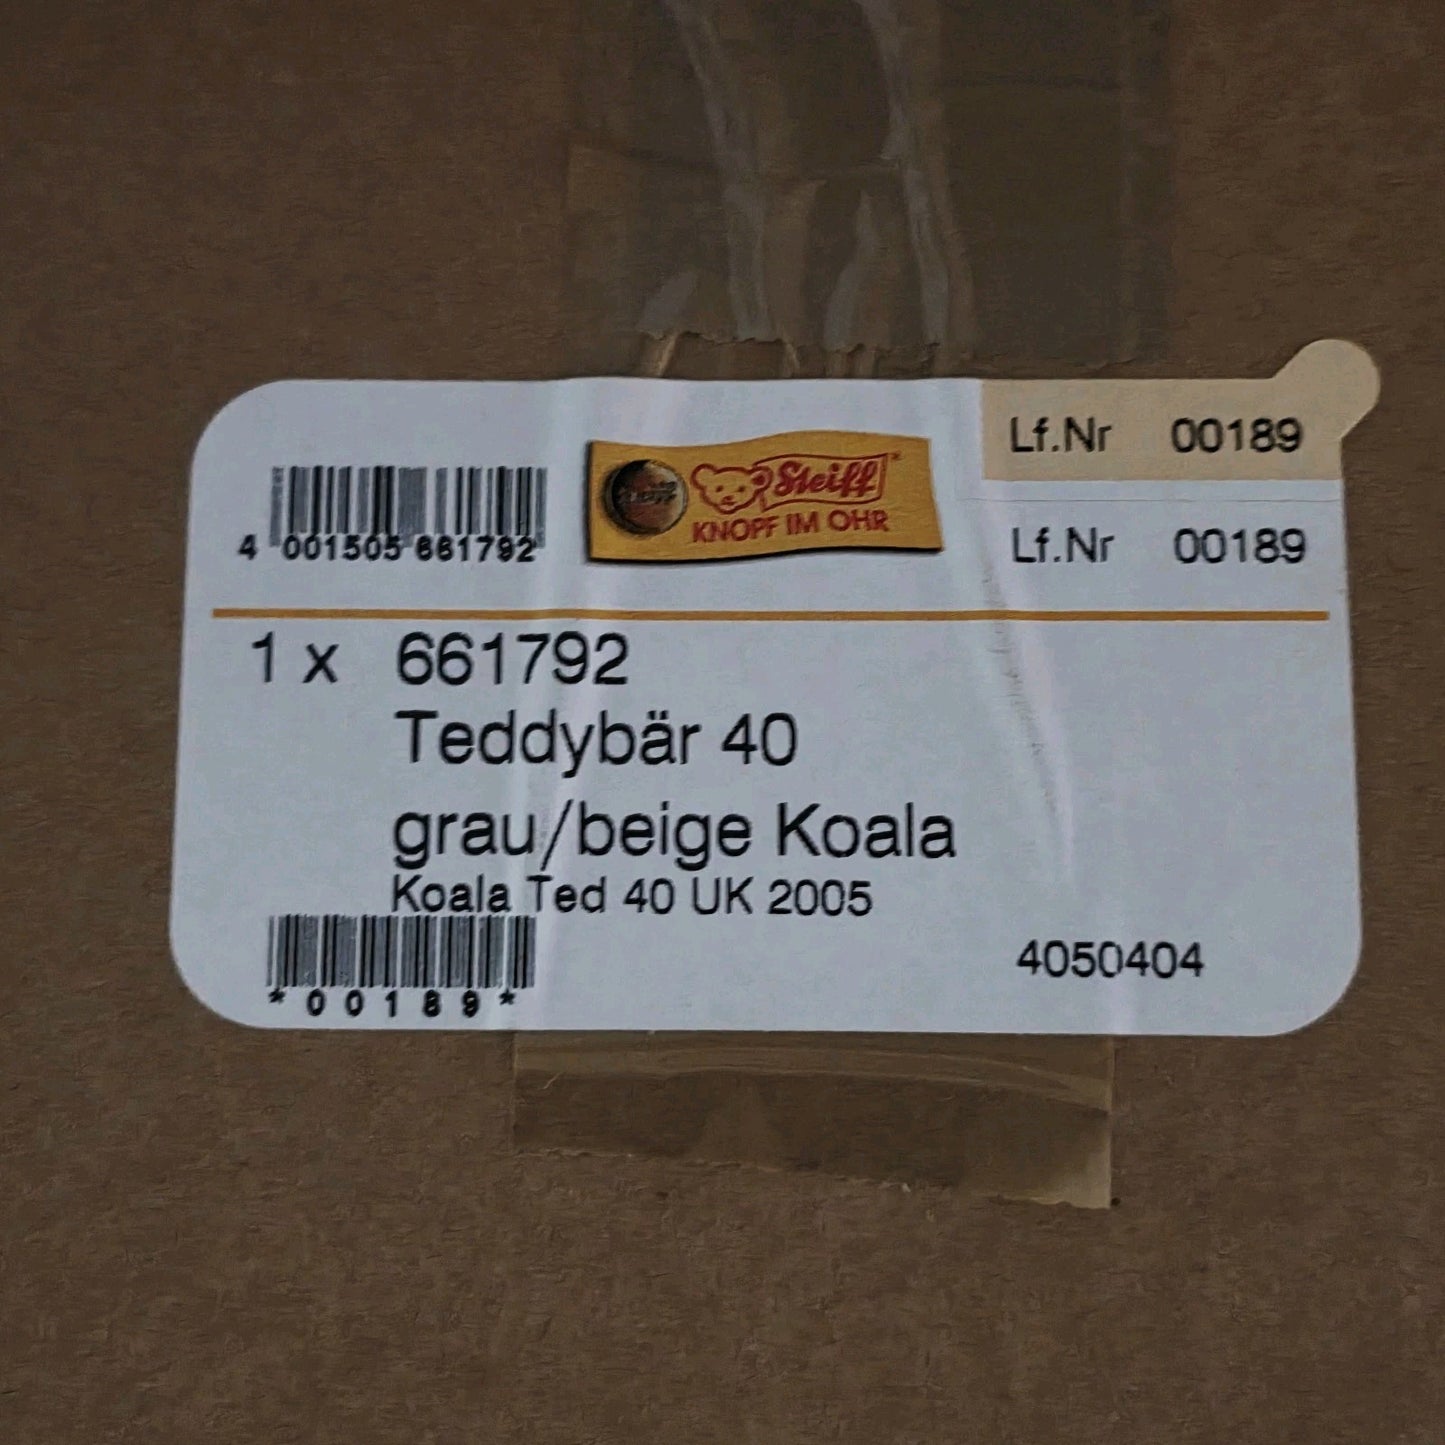 Lf.Nr 00189
Steiff
KNOPF IM OHR
4 001505 661792
Lf.Nr 00189
1 x 661792
Teddybär 40
grau/beige Koala
Koala Ted 40 UK 2005
*00189*
4050404